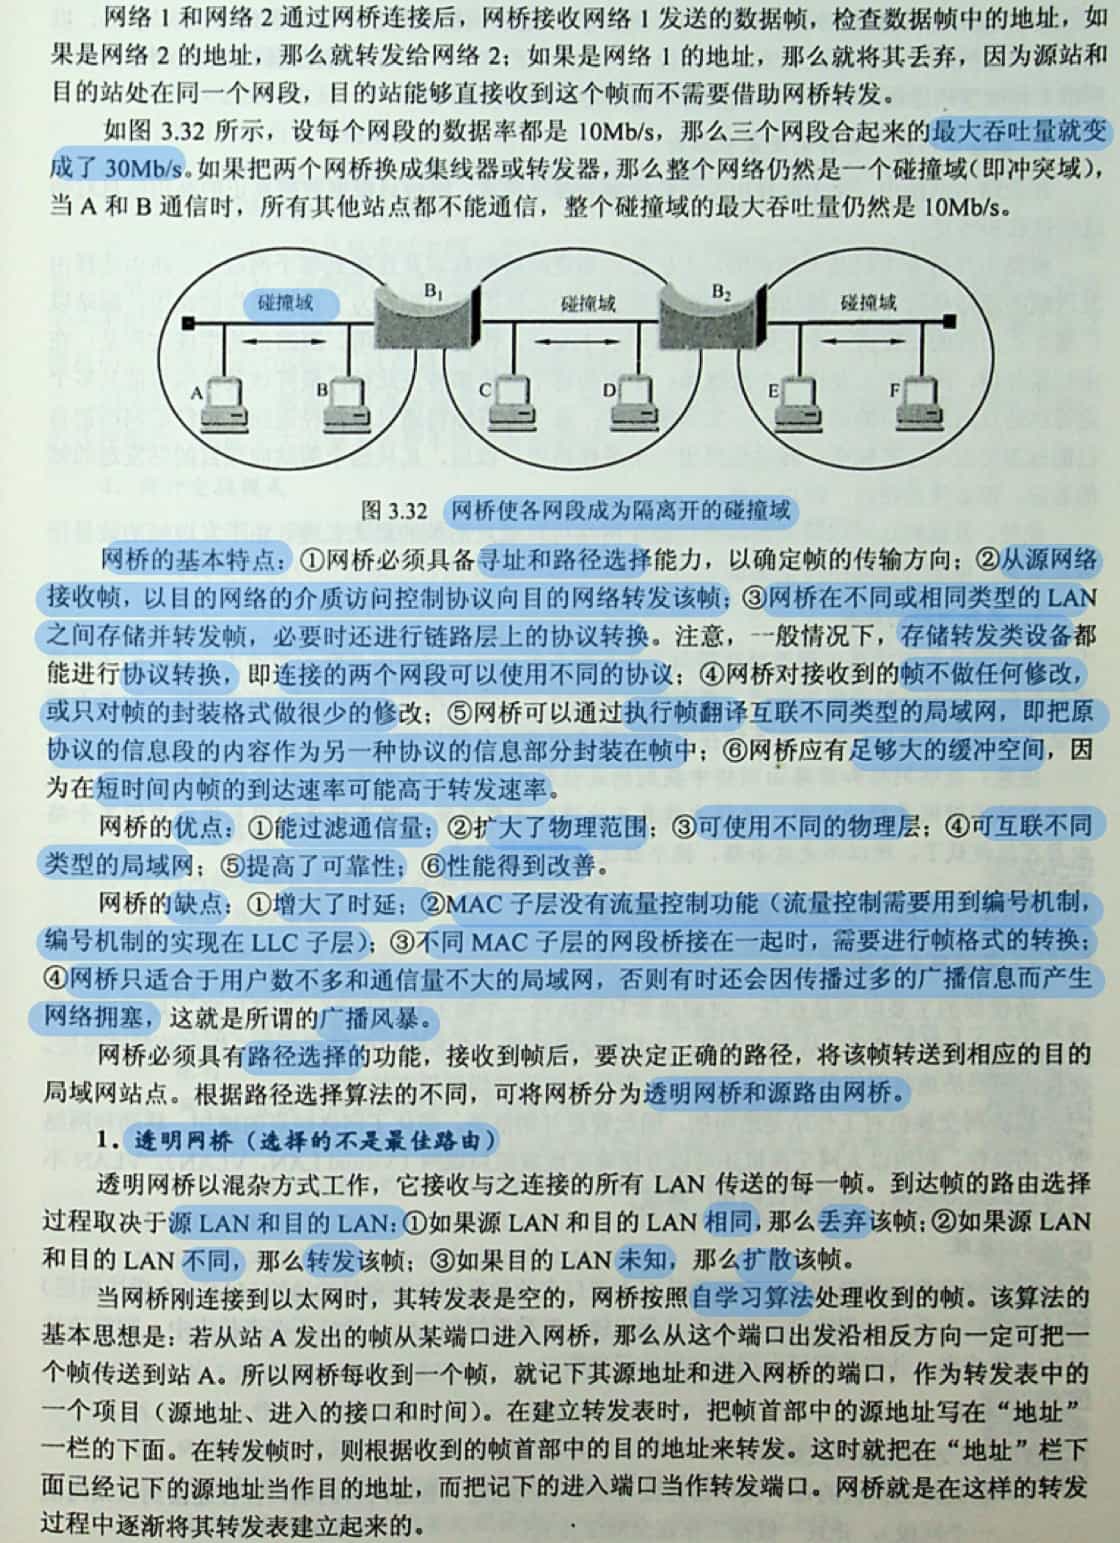 网络 1 和网络 2 通过网桥连接后，网桥接收网络 1 发送的数据帧，检查数据帧中的地址，如
果是网络 2 的地址，那么就转发给网络 2；如果是网络 1 的地址，那么就将其丢弃，因为源站和
目的站处在同一个网段，目的站能够直接收到这个帧而不需要借助网桥转发。
如图 3.32 所示，设每个网段的数据率都是 10Mb/s，那么三个网段合起来的最大吞吐量就变
成了 30Mb/s。如果把两个网桥换成集线器或转发器，那么整个网络仍然是一个碰撞域（即冲突域），
当 A 和 B 通信时，所有其他站点都不能通信，整个碰撞域的最大吞吐量仍然是 10Mb/s。
碰撞域 B1 碰撞域 B2 碰撞域
A B C D E F
图 3.32 网桥使各网段成为隔离开的碰撞域
网桥的基本特点：①网桥必须具备寻址和路径选择能力，以确定帧的传输方向；②从源网络
接收帧，以目的网络的介质访问控制协议向目的网络转发该帧；③网桥在不同或相同类型的 LAN
之间存储并转发帧，必要时还进行链路层上的协议转换。注意，一般情况下，存储转发类设备都
能进行协议转换，即连接的两个网段可以使用不同的协议；④网桥对接收到的帧不做任何修改，
或只对帧的封装格式做很少的修改；⑤网桥可以通过执行帧翻译互联不同类型的局域网，即把原
协议的信息段的内容作为另一种协议的信息部分封装在帧中；⑥网桥应有足够大的缓冲空间，因
为在短时间内帧的到达速率可能高于转发速率。
网桥的优点：①能过滤通信量；②扩大了物理范围；③可使用不同的物理层；④可互联不同
类型的局域网；⑤提高了可靠性；⑥性能得到改善。
网桥的缺点：①增大了时延；②MAC 子层没有流量控制功能（流量控制需要用到编号机制，
编号机制的实现在 LLC 子层）；③不同 MAC 子层的网段桥接在一起时，需要进行帧格式的转换；
④网桥只适合于用户数不多和通信量不大的局域网，否则有时还会因传播过多的广播信息而产生
网络拥塞，这就是所谓的广播风暴。
网桥必须具有路径选择的功能，接收到帧后，要决定正确的路径，将该帧转送到相应的目的
局域网站点。根据路径选择算法的不同，可将网桥分为透明网桥和源路由网桥。
1．透明网桥（选择的不是最佳路由）
透明网桥以混杂方式工作，它接收与之连接的所有 LAN 传送的每一帧。到达帧的路由选择
过程取决于源 LAN 和目的 LAN：①如果源 LAN 和目的 LAN 相同，那么丢弃该帧；②如果源 LAN
和目的 LAN 不同，那么转发该帧；③如果目的 LAN 未知，那么扩散该帧。
当网桥刚连接到以太网时，其转发表是空的，网桥按照自学习算法处理收到的帧。该算法的
基本思想是：若从站 A 发出的帧从某端口进入网桥，那么从这个端口出发沿相反方向一定可把一
个帧传送到站 A。所以网桥每收到一个帧，就记下其源地址和进入网桥的端口，作为转发表中的
一个项目（源地址、进入的接口和时间）。在建立转发表时，把帧首部中的源地址写在“地址”
一栏的下面。在转发帧时，则根据收到的帧首部中的目的地址来转发。这时就把在“地址”栏下
面已经记下的源地址当作目的地址，而把记下的进入端口当作转发端口。网桥就是在这样的转发
过程中逐渐将其转发表建立起来的。